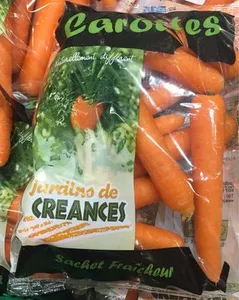 Carottes
Naturellement différent
Jardins de
CREANCES
Sachet Fraîcheur